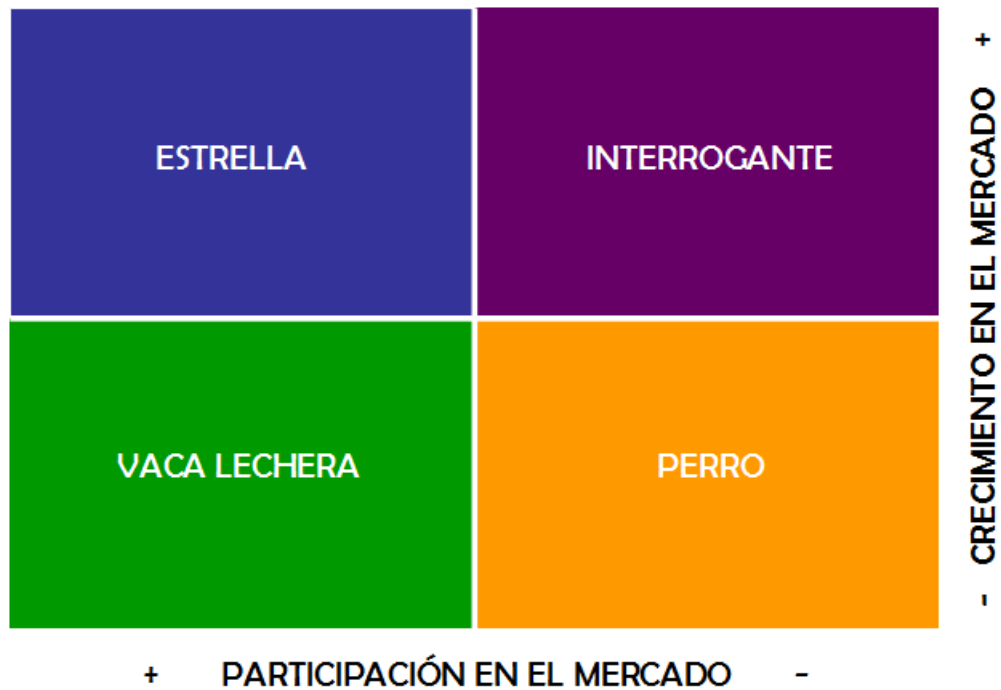 ESTRELLA
INTERROGANTE
VACA LECHERA
PERRO
+ PARTICIPACIÓN EN EL MERCADO -
- CRECIMIENTO EN EL MERCADO +